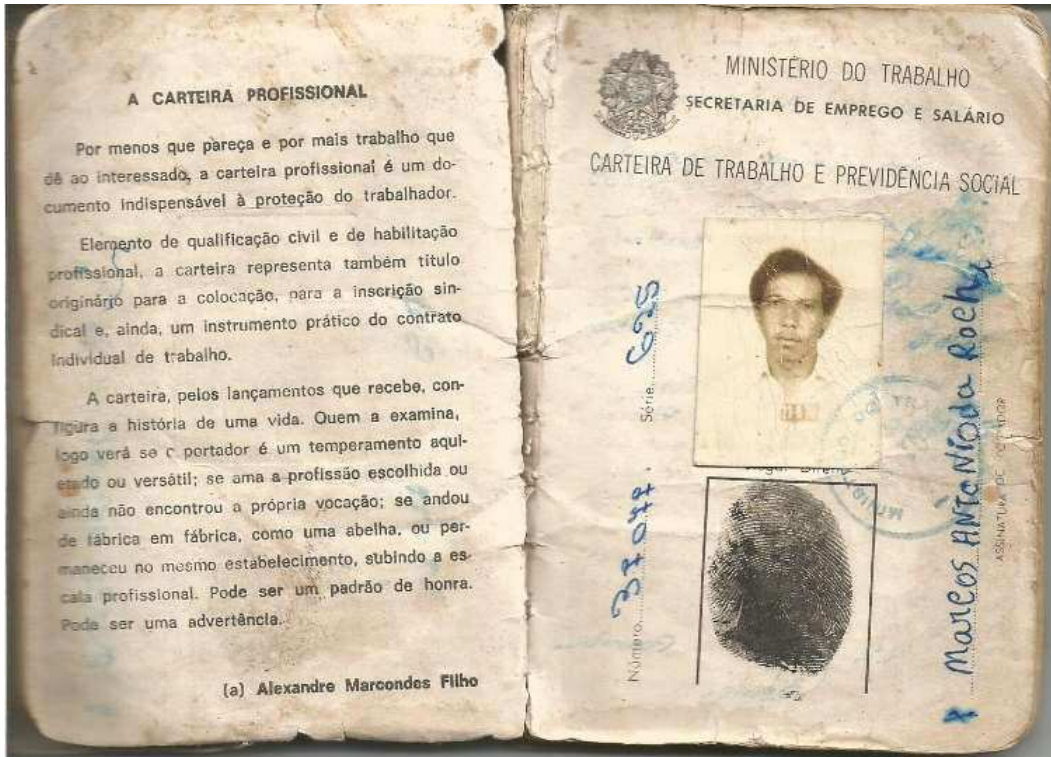 A CARTEIRA PROFISSIONAL
Por menos que pareça e por mais trabalho que
dê ao interessado, a carteira profissional é um do-
cumento indispensável à proteção do trabalhador.
Elemento de qualificação civil e de habilitação
profissional, a carteira representa também título
originário para a colocação, para a inscrição sin-
dical e, ainda, um instrumento prático do contrato
individual de trabalho.
A carteira, pelos lançamentos que recebe, con-
figura a história de uma vida. Quem a examina,
logo verá se o portador é um temperamento aqui-
etado ou versátil; se ama a profissão escolhida ou
ainda não encontrou a própria vocação; se andou
de fábrica em fábrica, como uma abelha, ou per-
maneceu no mesmo estabelecimento, subindo a es-
cala profissional. Pode ser um padrão de honra.
Pode ser uma advertência.
(a) Alexandre Marcondes Filho
MINISTÉRIO DO TRABALHO
SECRETARIA DE EMPREGO E SALÁRIO
CARTEIRA DE TRABALHO E PREVIDÊNCIA SOCIAL
Número 37077 Série 625
Polegar Direito
Marcos Antonio da Rocha
ASSINATURA DO PORTADOR